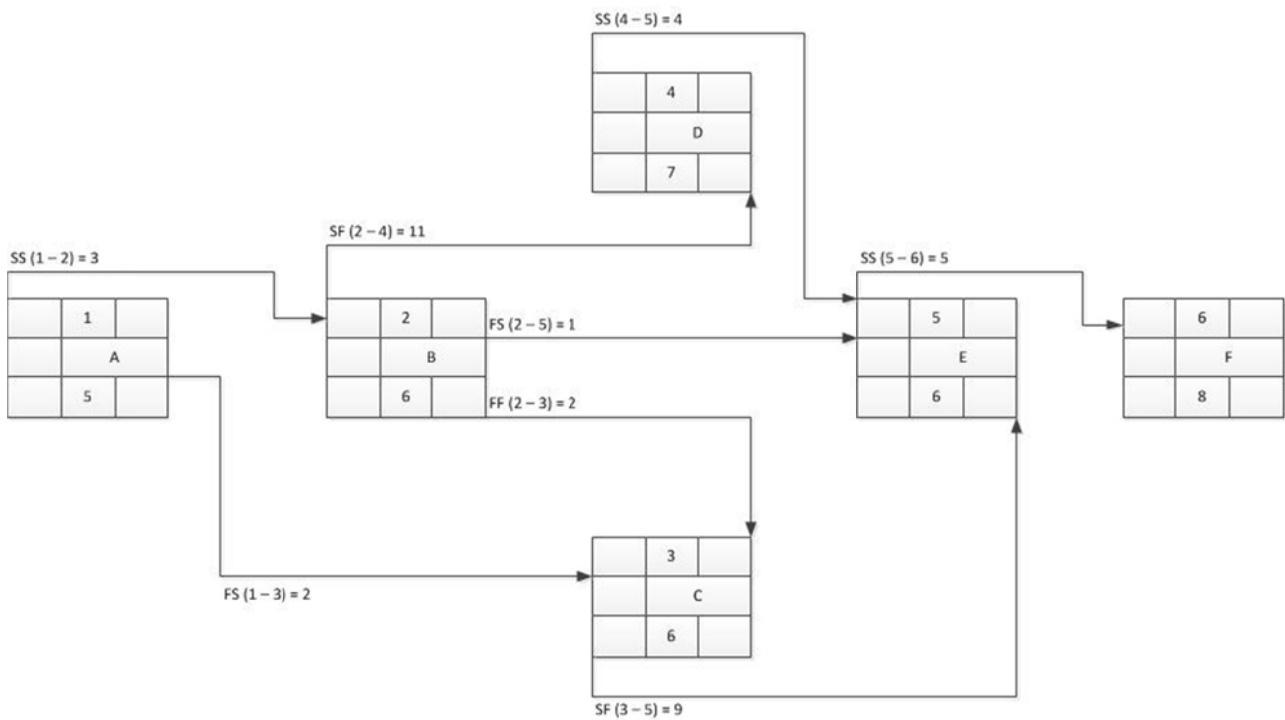 SS (4 – 5) = 4
4
D
7
SF (2 – 4) = 11
SS (1 – 2) = 3
SS (5 – 6) = 5
1
A
5
2
B
6
FS (2 – 5) = 1
FF (2 – 3) = 2
5
E
6
6
F
8
3
C
6
FS (1 – 3) = 2
SF (3 – 5) = 9